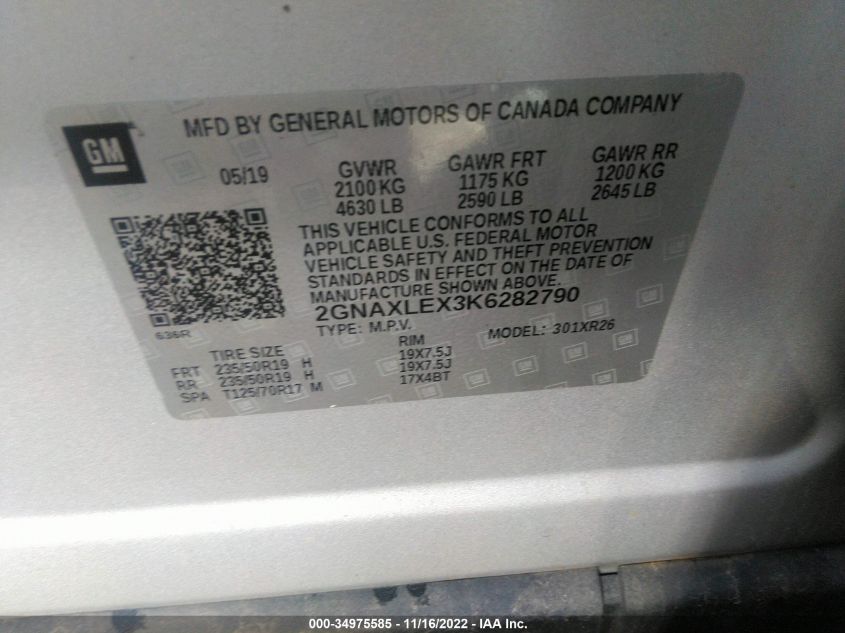 MFD BY GENERAL MOTORS OF CANADA COMPANY
GM
05/19 GVWR GAWR FRT GAWR RR
2100 KG 1175 KG 1200 KG
4630 LB 2590 LB 2645 LB
THIS VEHICLE CONFORMS TO ALL
APPLICABLE U.S. FEDERAL MOTOR
VEHICLE SAFETY AND THEFT PREVENTION
STANDARDS IN EFFECT ON THE DATE OF
MANUFACTURE SHOWN ABOVE.
2GNAXLEX3K6282790
636R TYPE: M.P.V. MODEL: 301XR26
TIRE SIZE RIM
FRT 235/50R19 H 19X7.5J
RR 235/50R19 H 19X7.5J
SPA T125/70R17 M 17X4BT
000-34975585 - 11/16/2022 - IAA Inc.